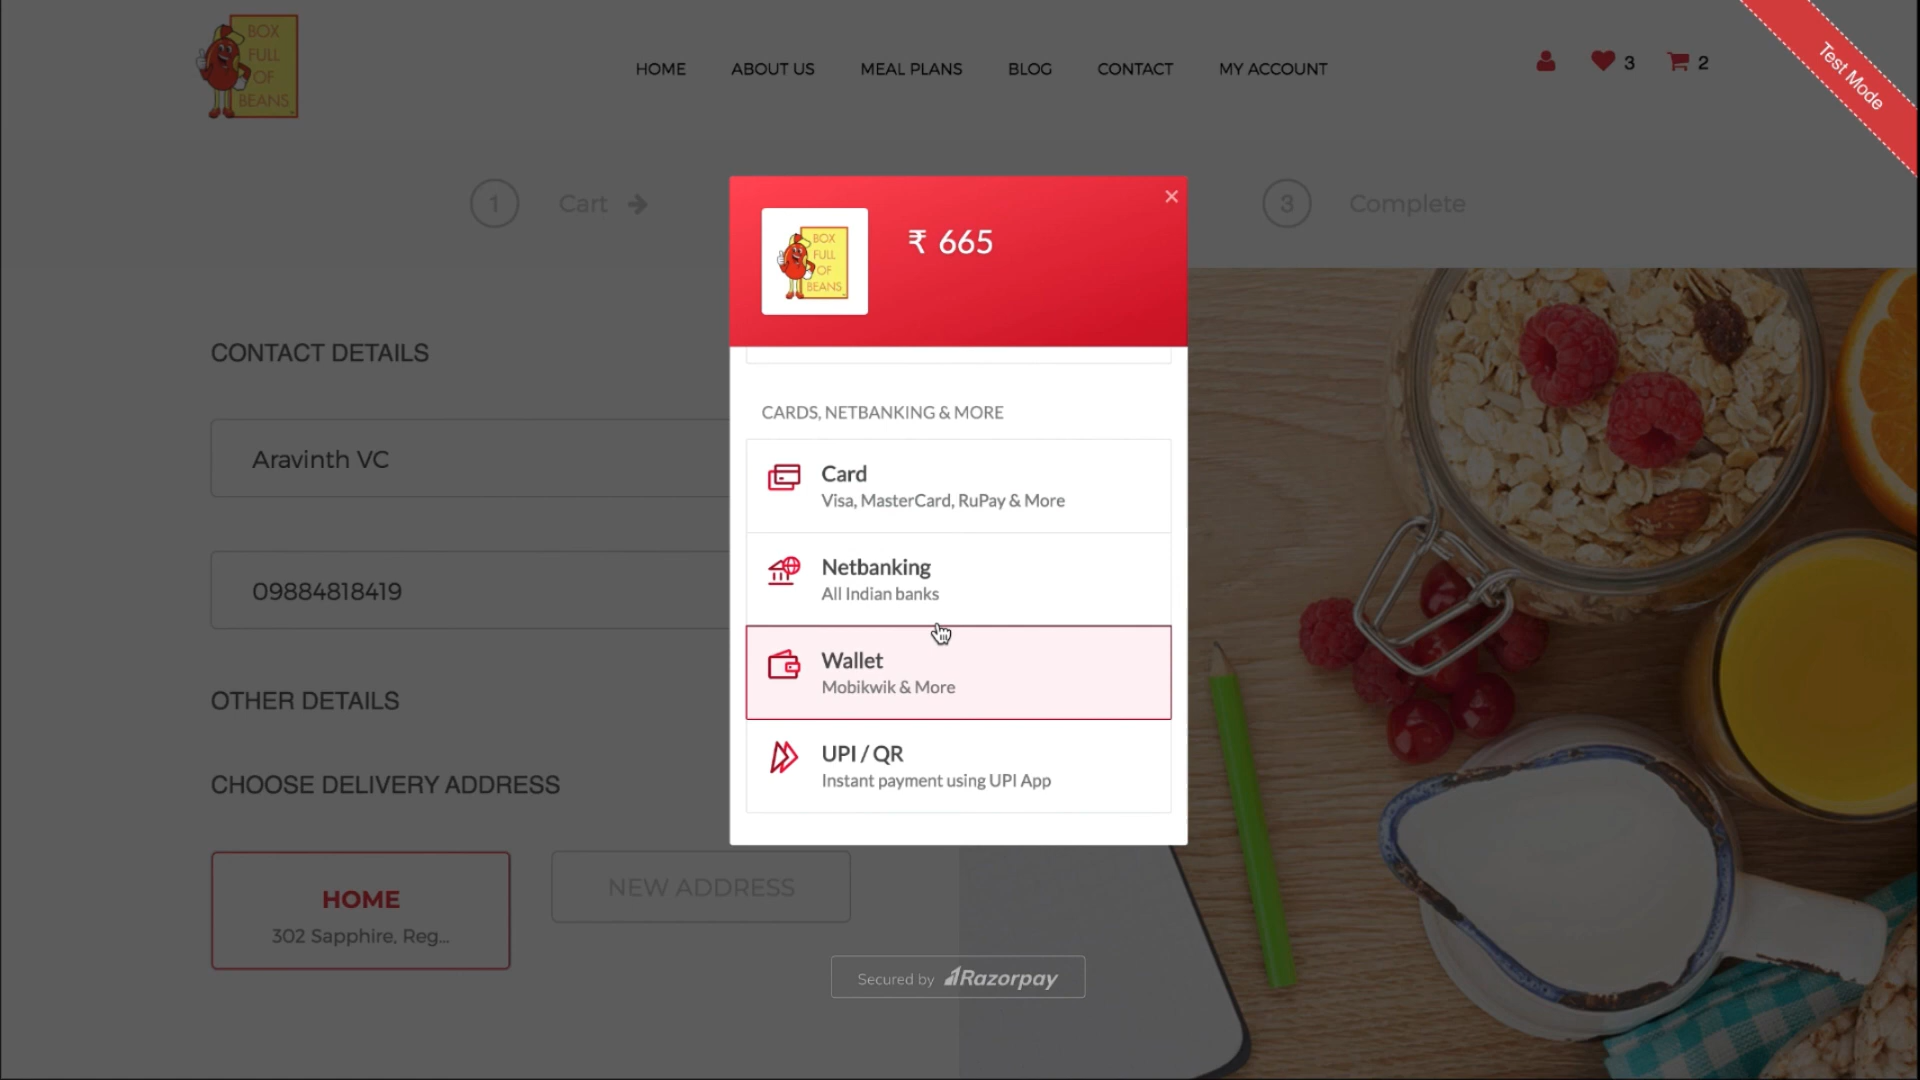 BOX
FULL
OF
BEANS
HOME
ABOUT US
MEAL PLANS
BLOG
CONTACT
MY ACCOUNT
3
2
Test Mode
1
Cart
3
Complete
BOX
FULL
OF
BEANS
₹ 665
CONTACT DETAILS
Aravinth VC
09884818419
OTHER DETAILS
CHOOSE DELIVERY ADDRESS
HOME
302 Sapphire, Reg...
NEW ADDRESS
CARDS, NETBANKING & MORE
Card
Visa, MasterCard, RuPay & More
Netbanking
All Indian banks
Wallet
Mobikwik & More
UPI / QR
Instant payment using UPI App
Secured by Razorpay